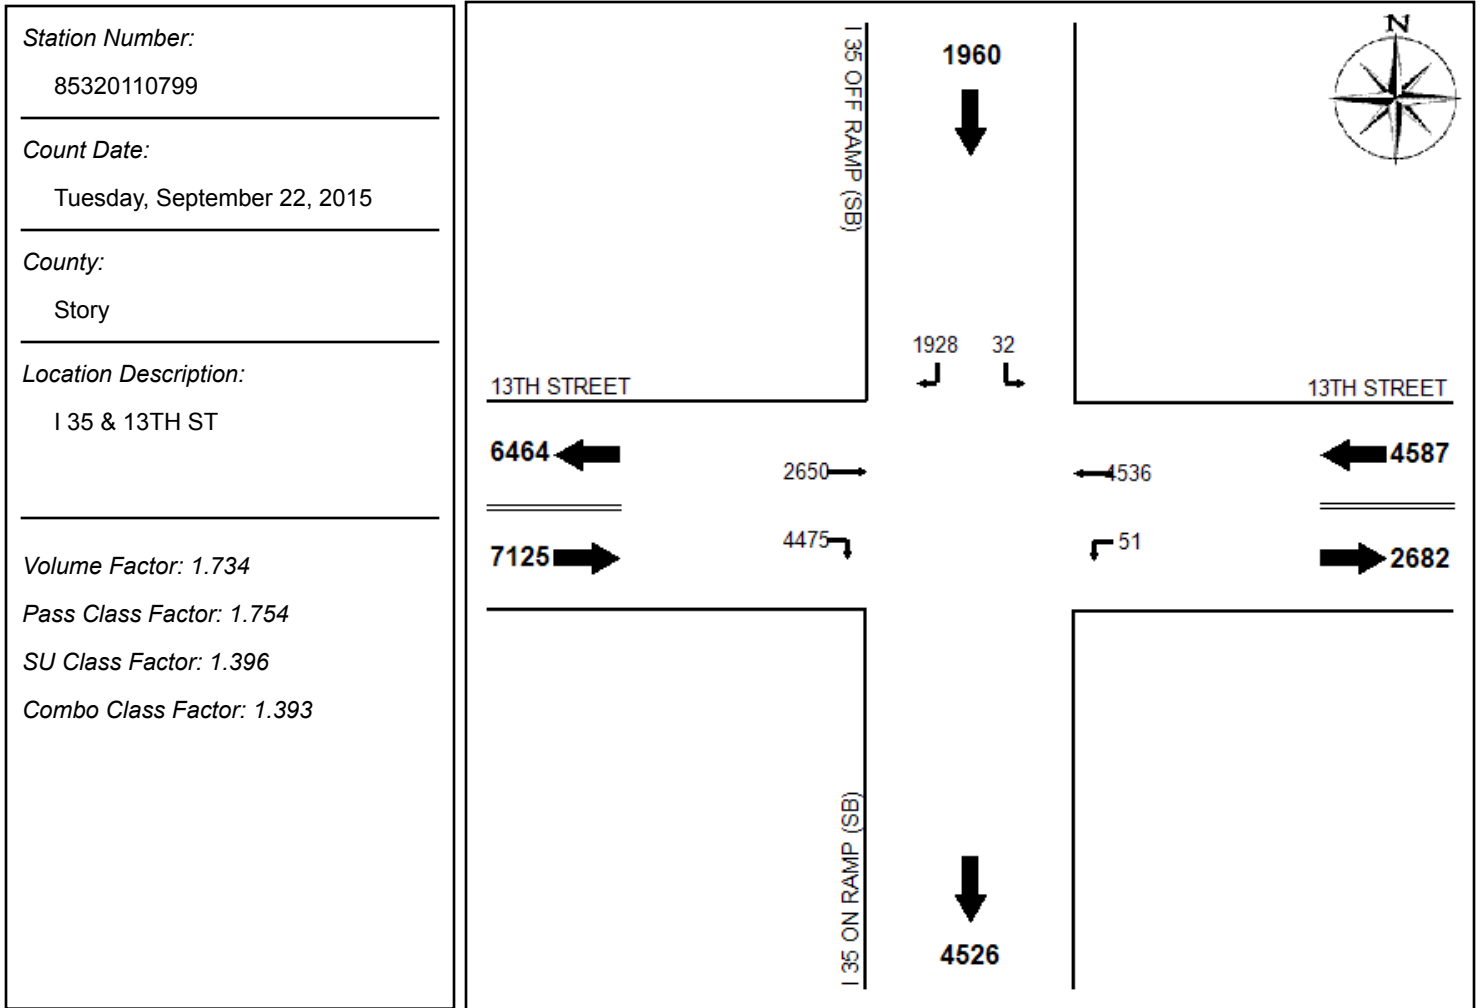 Station Number:
85320110799
Count Date:
Tuesday, September 22, 2015
County:
Story
Location Description:
I 35 & 13TH ST
Volume Factor: 1.734
Pass Class Factor: 1.754
SU Class Factor: 1.396
Combo Class Factor: 1.393
N
I 35 OFF RAMP (SB)
1960
1928 32
13TH STREET
13TH STREET
6464
2650
4536
4587
7125
4475
51
2682
I 35 ON RAMP (SB)
4526